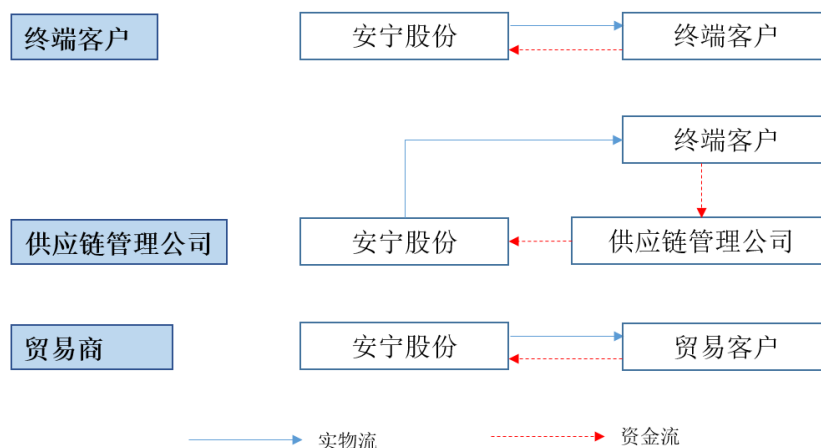 终端客户
安宁股份
终端客户
终端客户
供应链管理公司
安宁股份
供应链管理公司
贸易商
安宁股份
贸易客户
实物流
资金流